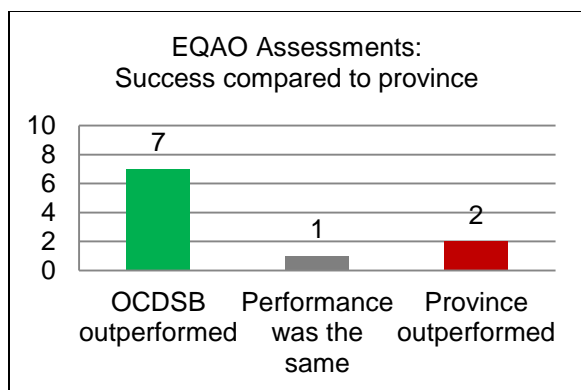 EQAO Assessments:
Success compared to province
10
8
6
4
2
0
7
1
2
OCDSB
outperformed
Performance
was the
same
Province
outperformed